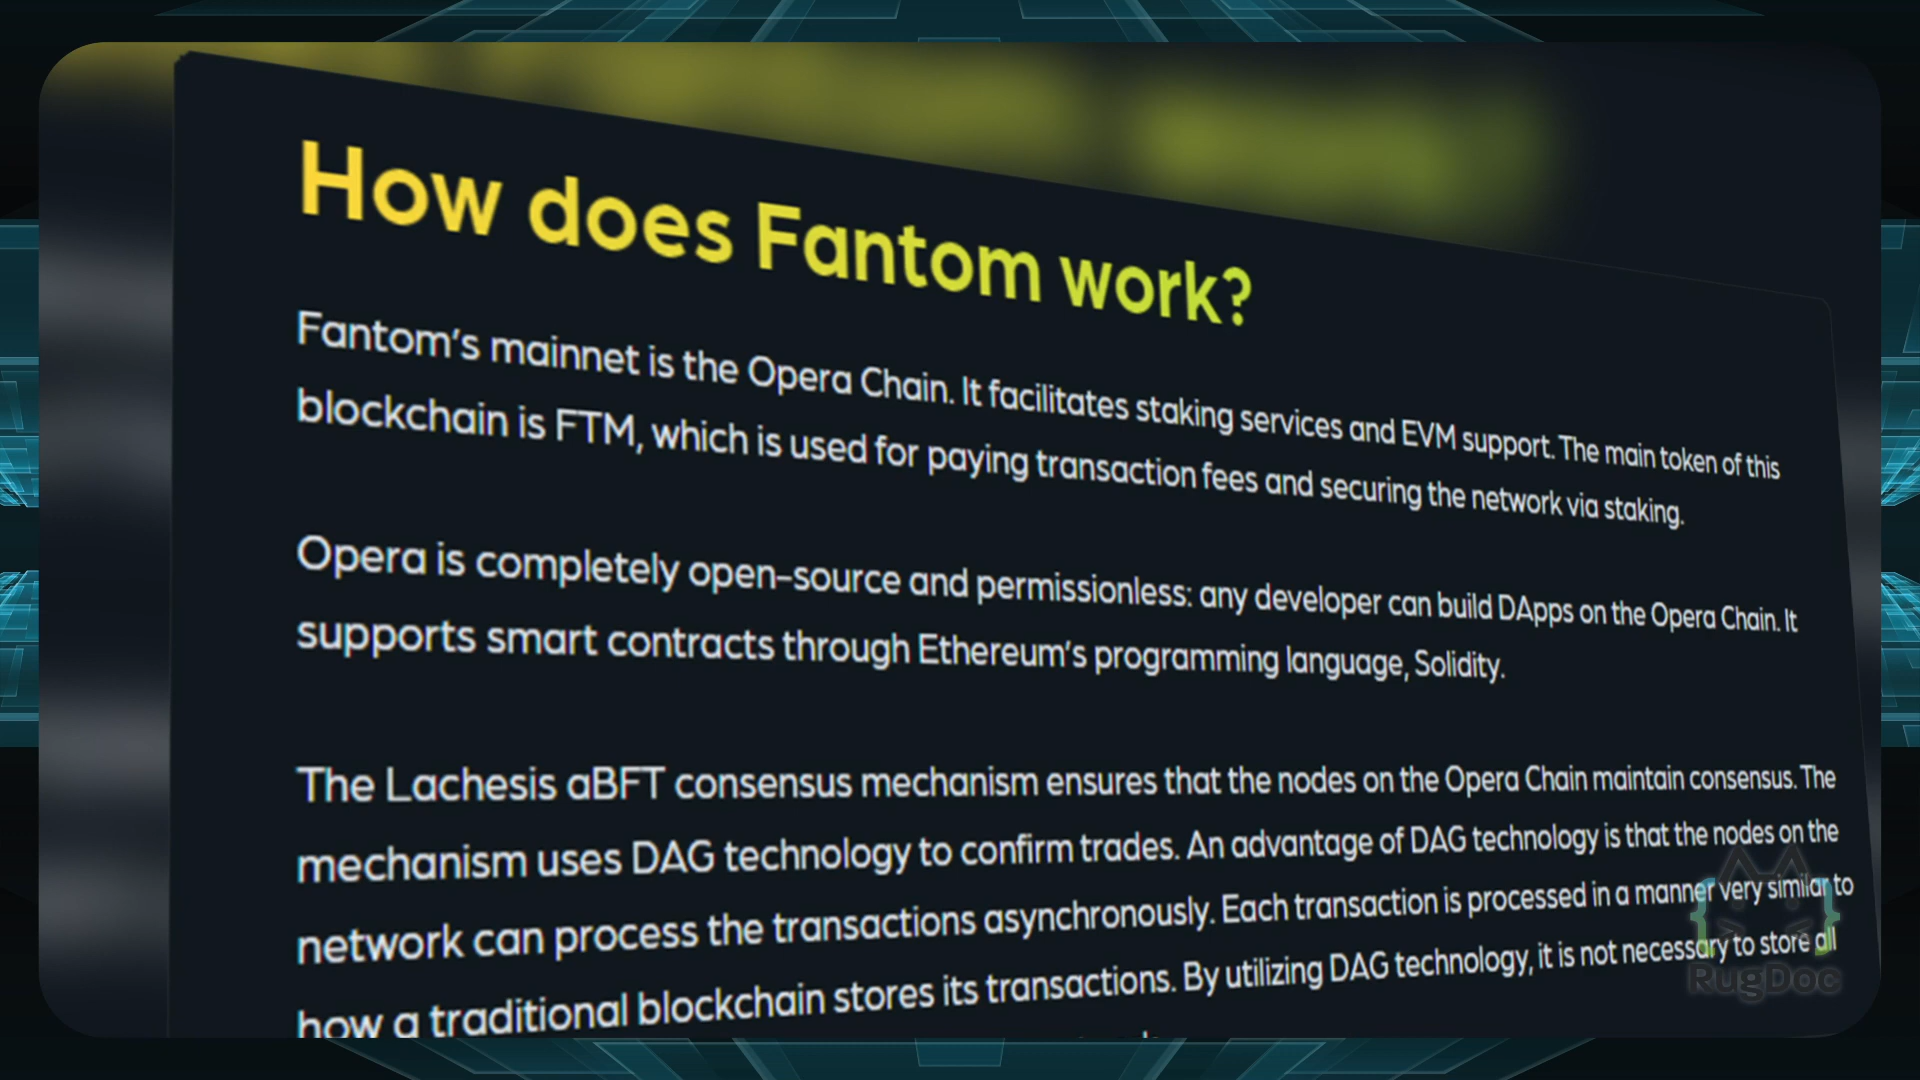 How does Fantom work?
Fantom's mainnet is the Opera Chain. It facilitates staking services and EVM support. The main token of this
blockchain is FTM, which is used for paying transaction fees and securing the network via staking.
Opera is completely open-source and permissionless: any developer can build DApps on the Opera Chain. It
supports smart contracts through Ethereum's programming language, Solidity.
The Lachesis aBFT consensus mechanism ensures that the nodes on the Opera Chain maintain consensus. The
mechanism uses DAG technology to confirm trades. An advantage of DAG technology is that the nodes on the
network can process the transactions asynchronously. Each transaction is processed in a manner very similar to
how a traditional blockchain stores its transactions. By utilizing DAG technology, it is not necessary to store all
RugDoc